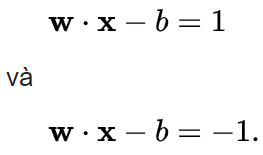 w · x − b = 1
và
w · x − b = −1.